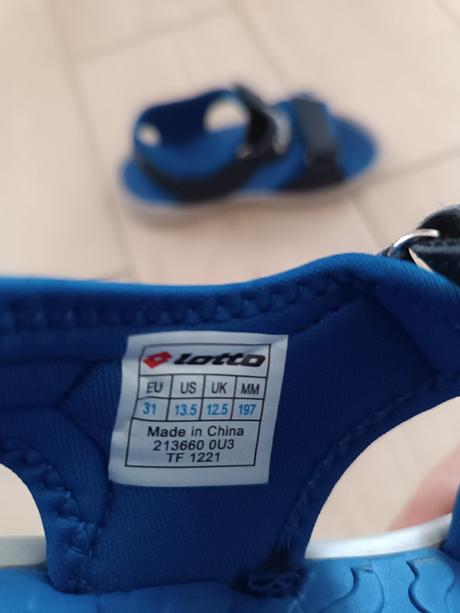 lotto
EU US UK MM
31 13.5 12.5 197
Made in China
213660 0U3
TF 1221